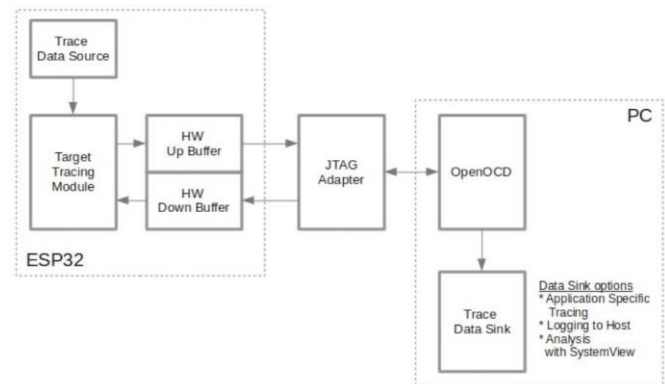 Trace
Data Source
Target
Tracing
Module
HW
Up Buffer
HW
Down Buffer
ESP32
JTAG
Adapter
PC
OpenOCD
Trace
Data Sink
Data Sink options
* Application Specific
Tracing
* Logging to Host
* Analysis
with SystemView